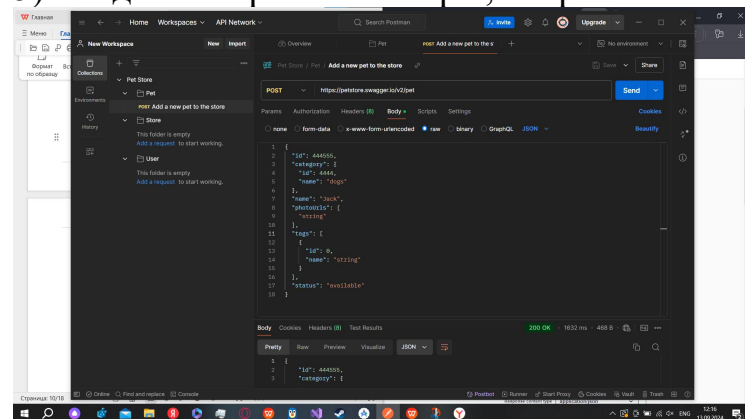 Главная
Меню
Гла
Формат
по образцу
Вс
Страница: 10/18
Home Workspaces API Network
Search Postman
Invite
Upgrade
New Workspace New Import
Overview Pet POST Add a new pet to the s No environment
Collections
Environments
History
Pet Store
Pet
POST Add a new pet to the store
Store
This folder is empty
Add a request to start working.
User
This folder is empty
Add a request to start working.
Pet Store / Pet / Add a new pet to the store Save Share
POST https://petstore.swagger.io/v2/pet Send
Params Authorization Headers (8) Body Scripts Settings Cookies
none form-data x-www-form-urlencoded raw binary GraphQL JSON Beautify
1 {
2 "id": 444555,
3 "category": {
4 "id": 4444,
5 "name": "dogs"
6 },
7 "name": "Jack",
8 "photoUrls": [
9 "string"
10 ],
11 "tags": [
12 {
13 "id": 0,
14 "name": "string"
15 }
16 ],
17 "status": "available"
18 }
Body Cookies Headers (8) Test Results 200 OK 1632 ms 468 B
Pretty Raw Preview Visualize JSON
1 {
2 "id": 444555,
3 "category": {
Online Find and replace Console Postbot Runner Start Proxy Cookies Vault Trash
ENG 12:16
13.09.2024